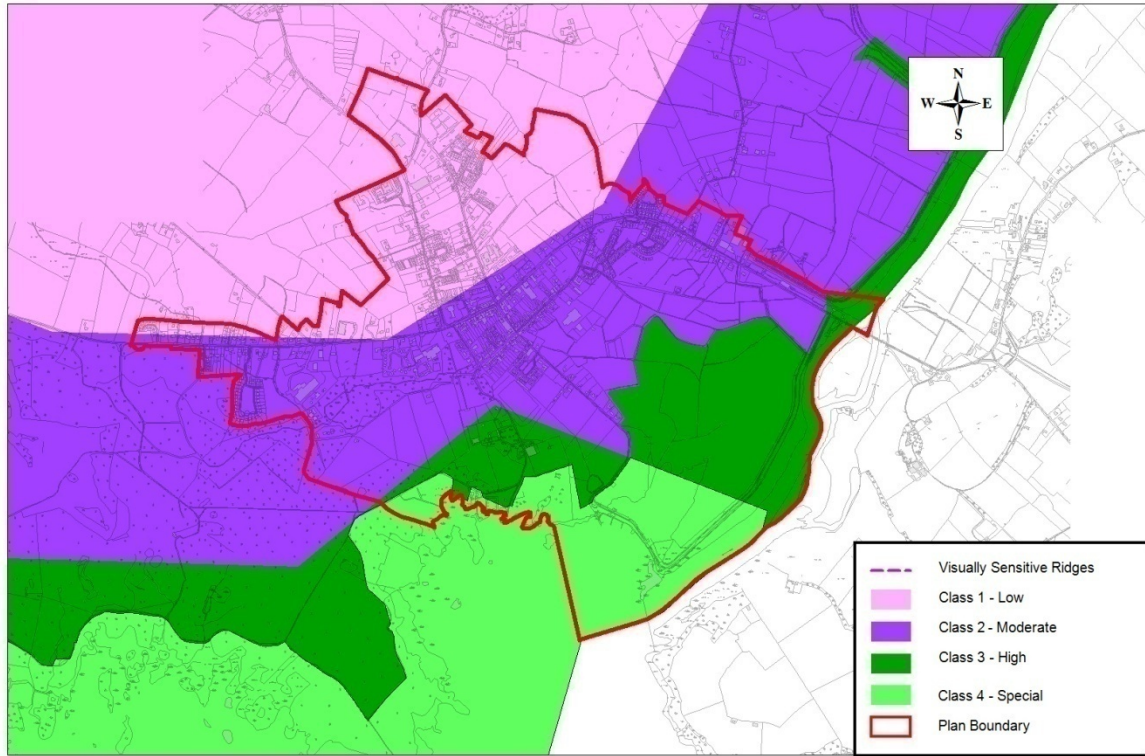 N
W E
S
Visually Sensitive Ridges
Class 1 - Low
Class 2 - Moderate
Class 3 - High
Class 4 - Special
Plan Boundary